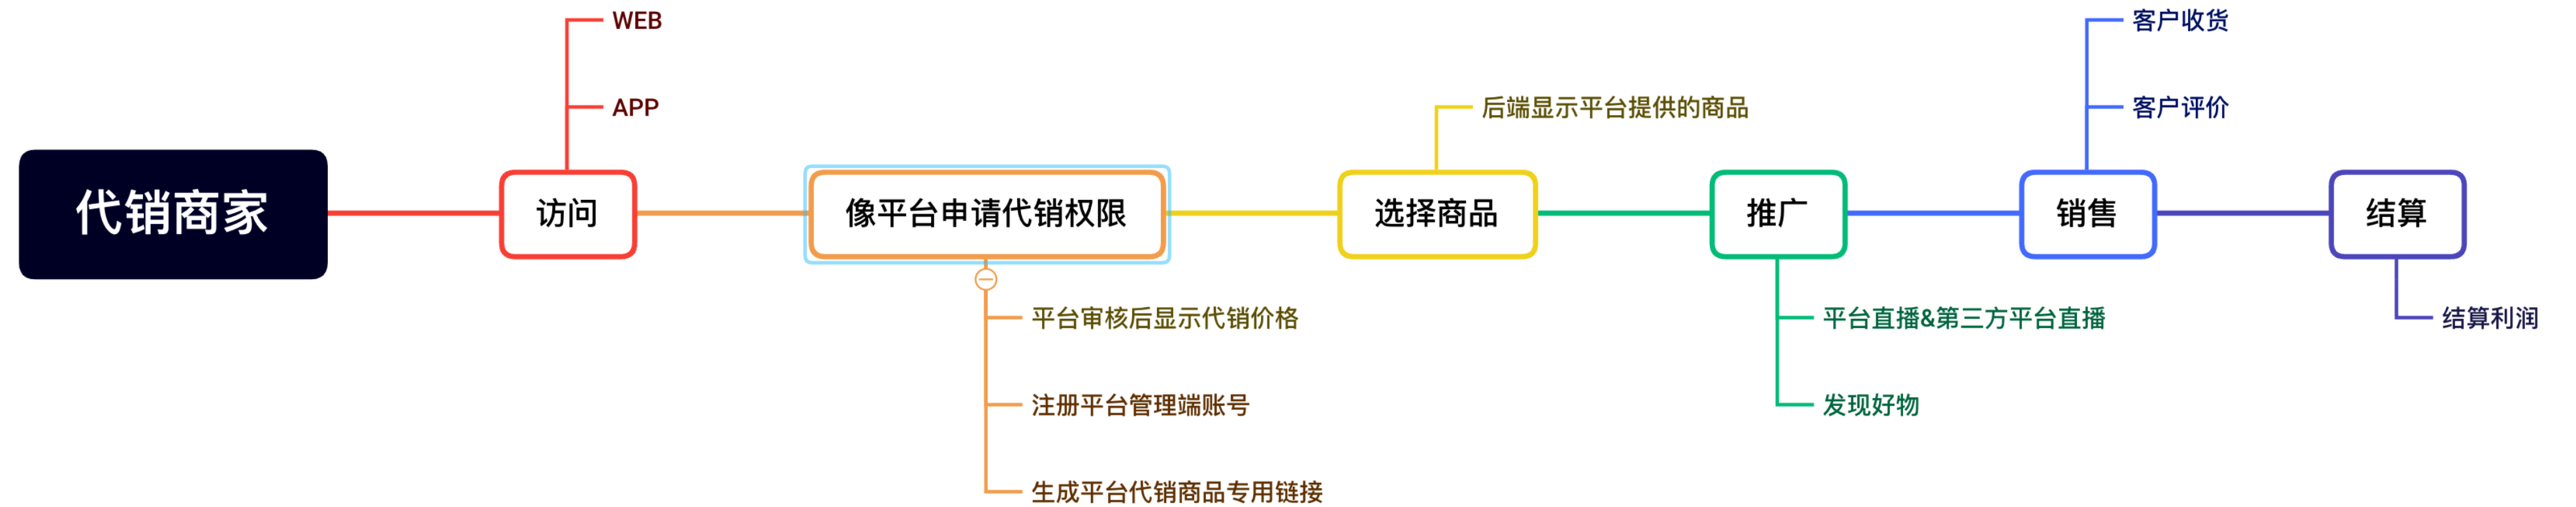 代销商家
访问
WEB
APP
像平台申请代销权限
平台审核后显示代销价格
注册平台管理端账号
生成平台代销商品专用链接
选择商品
后端显示平台提供的商品
推广
平台直播&第三方平台直播
发现好物
销售
客户收货
客户评价
结算
结算利润